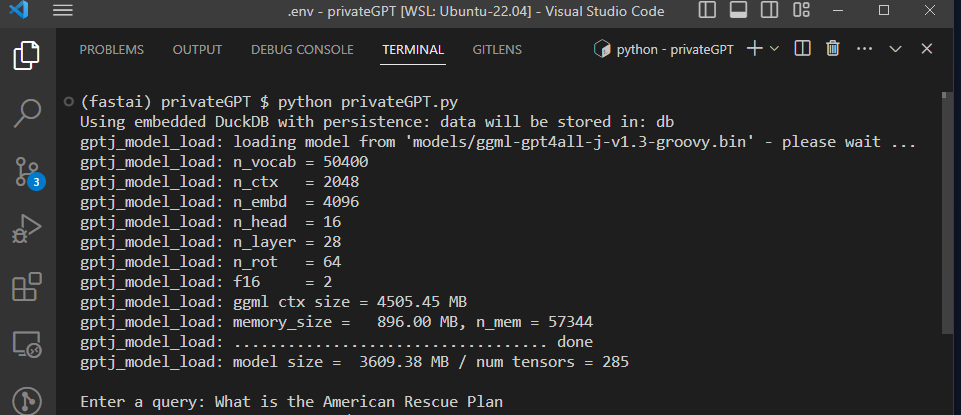 .env - privateGPT [WSL: Ubuntu-22.04] - Visual Studio Code
PROBLEMS OUTPUT DEBUG CONSOLE TERMINAL GITLENS python - privateGPT
(fastai) privateGPT $ python privateGPT.py
Using embedded DuckDB with persistence: data will be stored in: db
gptj_model_load: loading model from 'models/ggml-gpt4all-j-v1.3-groovy.bin' - please wait ...
gptj_model_load: n_vocab = 50400
gptj_model_load: n_ctx   = 2048
gptj_model_load: n_embd  = 4096
gptj_model_load: n_head  = 16
gptj_model_load: n_layer = 28
gptj_model_load: n_rot   = 64
gptj_model_load: f16     = 2
gptj_model_load: ggml ctx size = 4505.45 MB
gptj_model_load: memory_size =   896.00 MB, n_mem = 57344
gptj_model_load: ................................... done
gptj_model_load: model size =  3609.38 MB / num tensors = 285
Enter a query: What is the American Rescue Plan
3